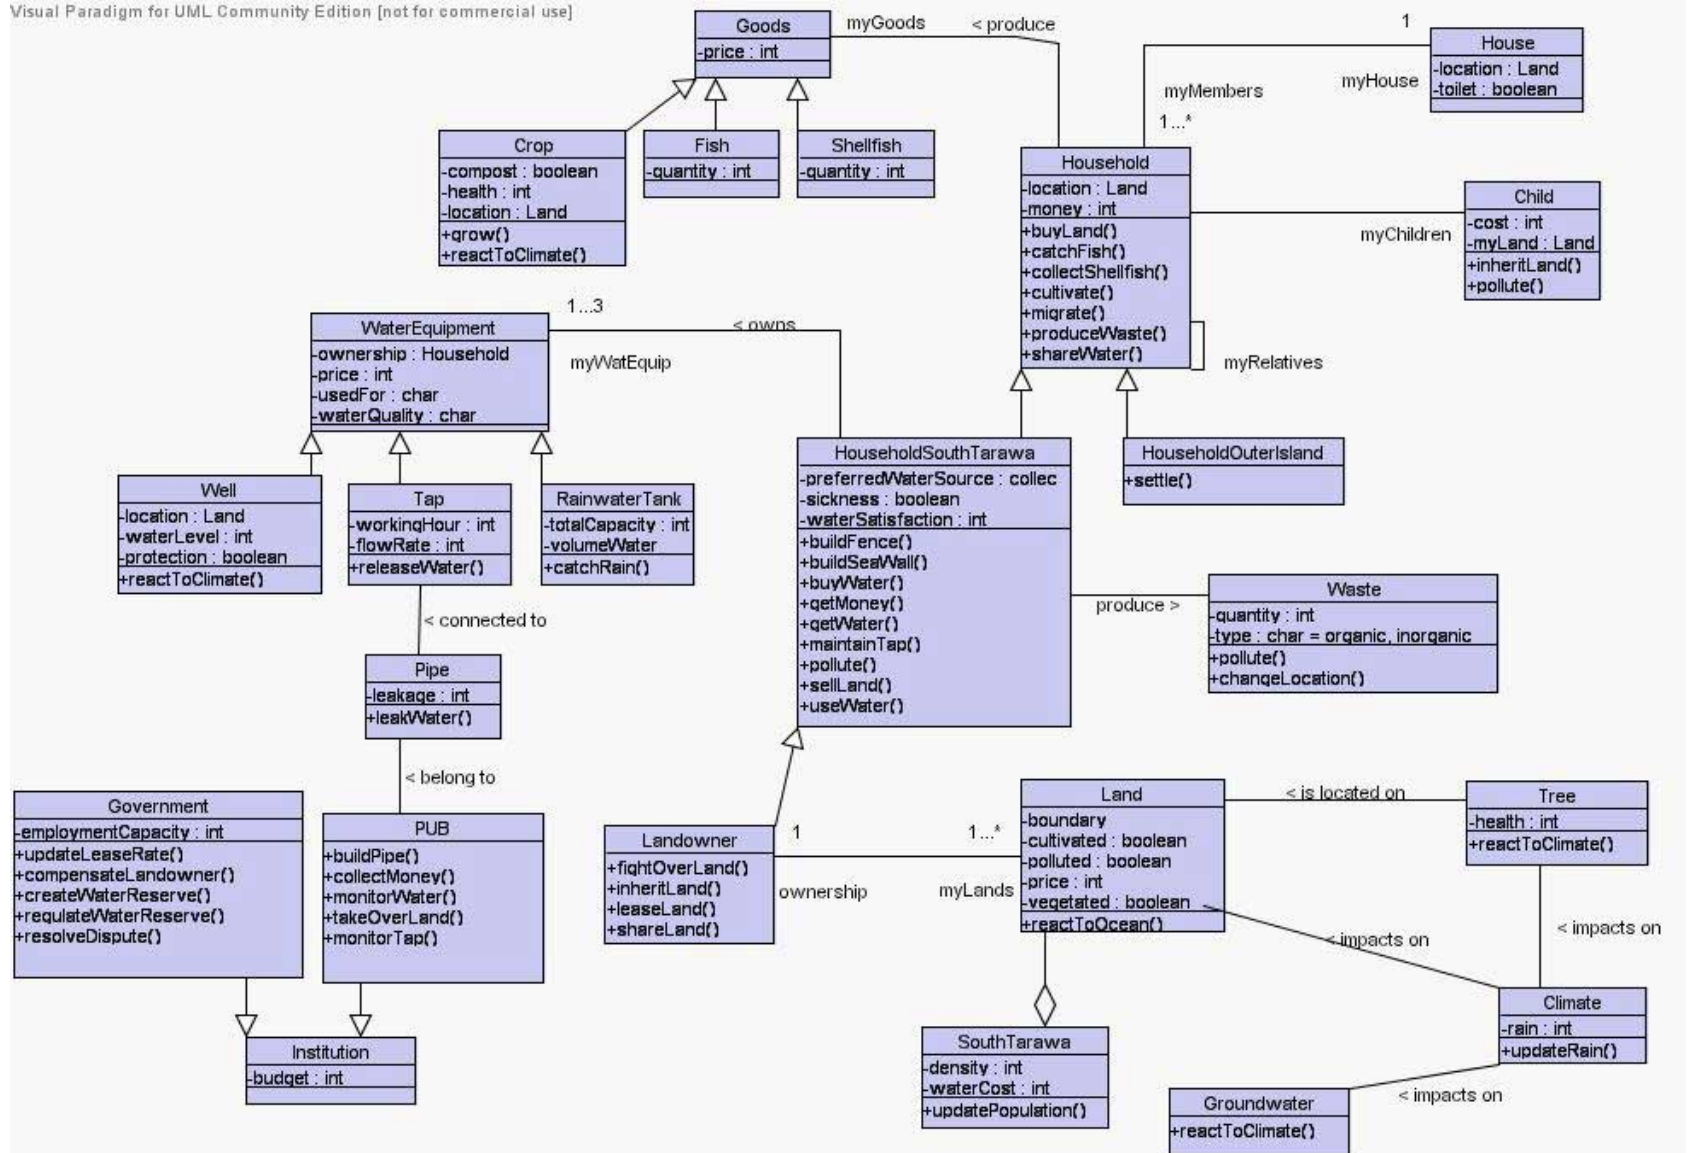 Visual Paradigm for UML Community Edition [not for commercial use]
Goods
-price : int
myGoods
< produce
1
House
-location : Land
-toilet : boolean
myHouse
myMembers
1...*
Crop
-compost : boolean
-health : int
-location : Land
+grow()
+reactToClimate()
Fish
-quantity : int
Shellfish
-quantity : int
Household
-location : Land
-money : int
+buyLand()
+catchFish()
+collectShellfish()
+cultivate()
+migrate()
+produceWaste()
+shareWater()
myRelatives
myChildren
Child
-cost : int
-myLand : Land
+inheritLand()
+pollute()
WaterEquipment
-ownership : Household
-price : int
-usedFor : char
-waterQuality : char
1...3
myWatEquip
< owns
Well
-location : Land
-waterLevel : int
-protection : boolean
+reactToClimate()
Tap
-workingHour : int
-flowRate : int
+releaseWater()
RainwaterTank
-totalCapacity : int
-volumeWater
+catchRain()
HouseholdSouthTarawa
-preferredWaterSource : collec
-sickness : boolean
-waterSatisfaction : int
+buildFence()
+buildSeaWall()
+buyWater()
+getMoney()
+getWater()
+maintainTap()
+pollute()
+sellLand()
+useWater()
HouseholdOuterIsland
+settle()
produce >
Waste
-quantity : int
-type : char = organic, inorganic
+pollute()
+changeLocation()
< connected to
Pipe
-leakage : int
+leakWater()
< belong to
Government
-employmentCapacity : int
+updateLeaseRate()
+compensateLandowner()
+createWaterReserve()
+regulateWaterReserve()
+resolveDispute()
PUB
+buildPipe()
+collectMoney()
+monitorWater()
+takeOverLand()
+monitorTap()
Institution
-budget : int
Landowner
+fightOverLand()
+inheritLand()
+leaseLand()
+shareLand()
1
ownership
1...*
myLands
Land
-boundary
-cultivated : boolean
-polluted : boolean
-price : int
-vegetated : boolean
+reactToOcean()
< is located on
Tree
-health : int
+reactToClimate()
< impacts on
< impacts on
Climate
-rain : int
+updateRain()
SouthTarawa
-density : int
-waterCost : int
+updatePopulation()
< impacts on
Groundwater
+reactToClimate()